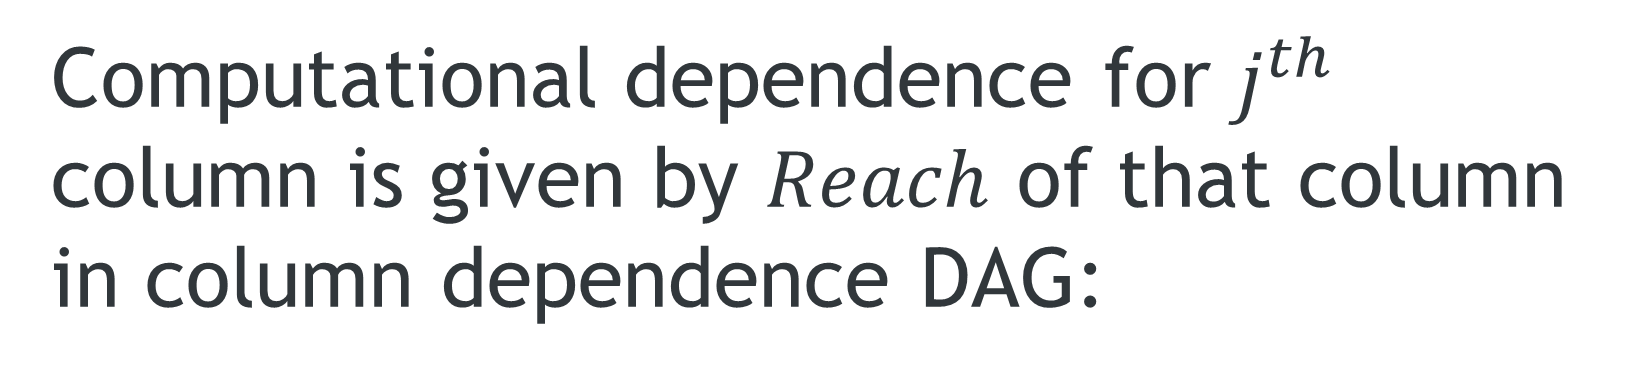 Computational dependence for j^{th}
column is given by Reach of that column
in column dependence DAG: